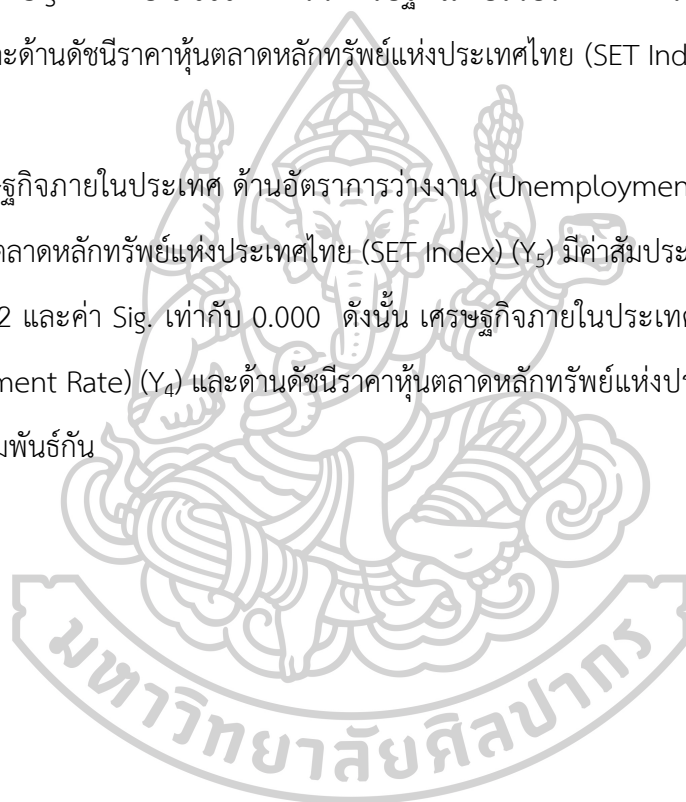 และด้านดัชนีราคาหุ้นตลาดหลักทรัพย์แห่งประเทศไทย (SET Ind
ฐกิจภายในประเทศ ด้านอัตราการว่างงาน (Unemploymen
ตลาดหลักทรัพย์แห่งประเทศไทย (SET Index) (Y₅) มีค่าสัมประ
2 และค่า Sig. เท่ากับ 0.000 ดังนั้น เศรษฐกิจภายในประเทศ
ment Rate) (Y₄) และด้านดัชนีราคาหุ้นตลาดหลักทรัพย์แห่งปร
มพันธ์กัน
มหาวิทยาลัยศิลปากร